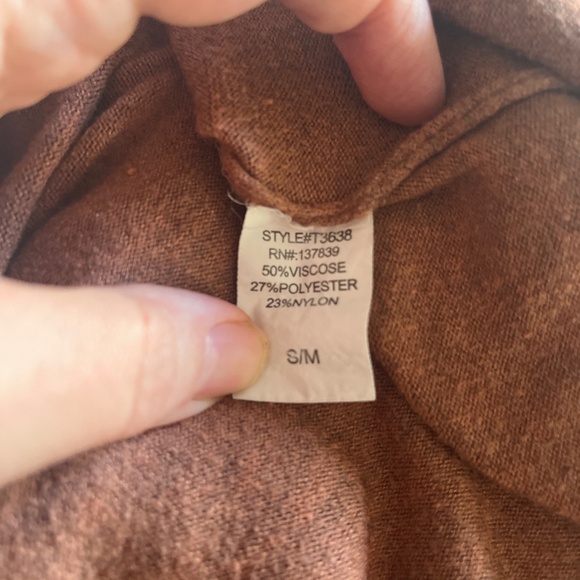 STYLE#T3638
RN#:137839
50%VISCOSE
27%POLYESTER
23%NYLON
S/M